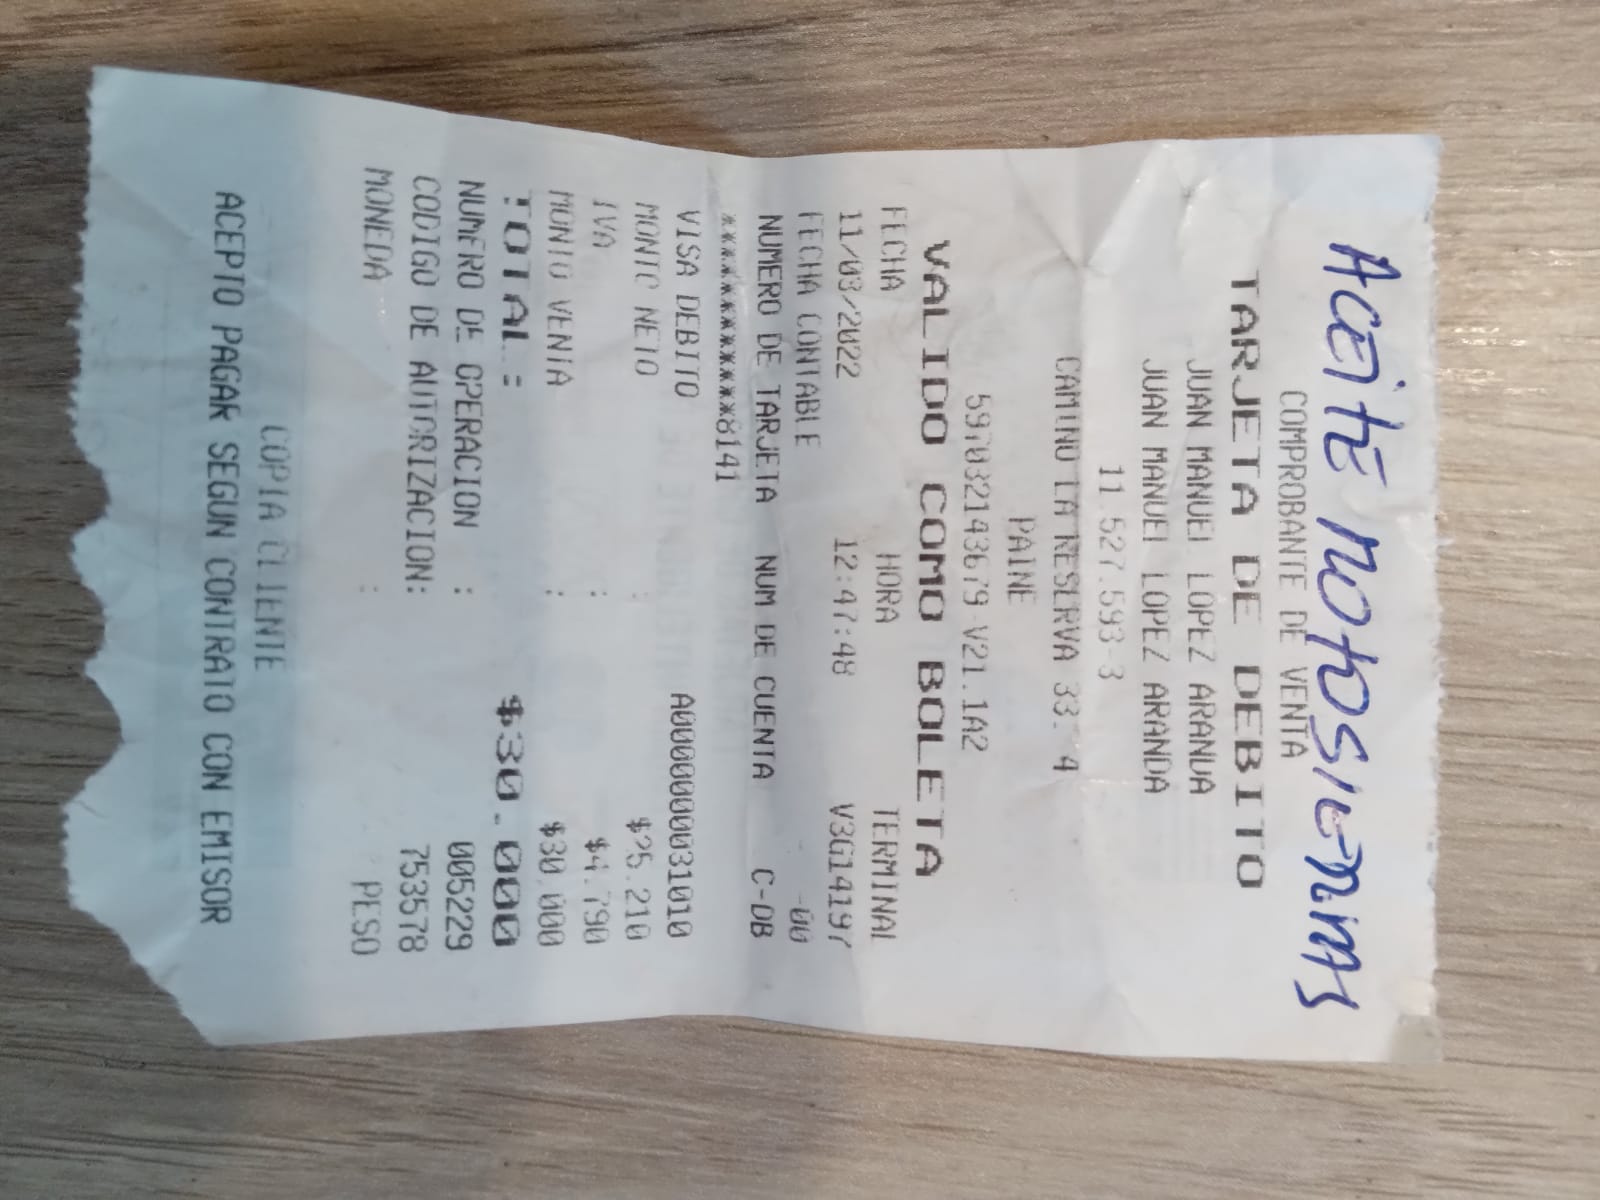 Aceite motosierras
COMPROBANTE DE VENTA
TARJETA DE DEBITO
JUAN MANUEL LOPEZ ARANDA
JUAN MANUEL LOPEZ ARANDA
11.527.593-3
CAMINO LA RESERVA 33. 4
PAINE
597032143679-V21.1A2
VALIDO COMO BOLETA
FECHA HORA TERMINAL
11/03/2022 12:47:48 V3G14197
FECHA CONTABLE - -00
NUMERO DE TARJETA NUM DE CUENTA C-DB
8141
VISA DEBITO A0000000031010
MONTO NETO : $25.210
IVA : $4.790
MONTO VENTA : $30.000
TOTAL: $30.000
NUMERO DE OPERACION : 005229
CODIGO DE AUTORIZACION: 753578
MONEDA : PESO
COPIA CLIENTE
ACEPTO PAGAR SEGUN CONTRATO CON EMISOR